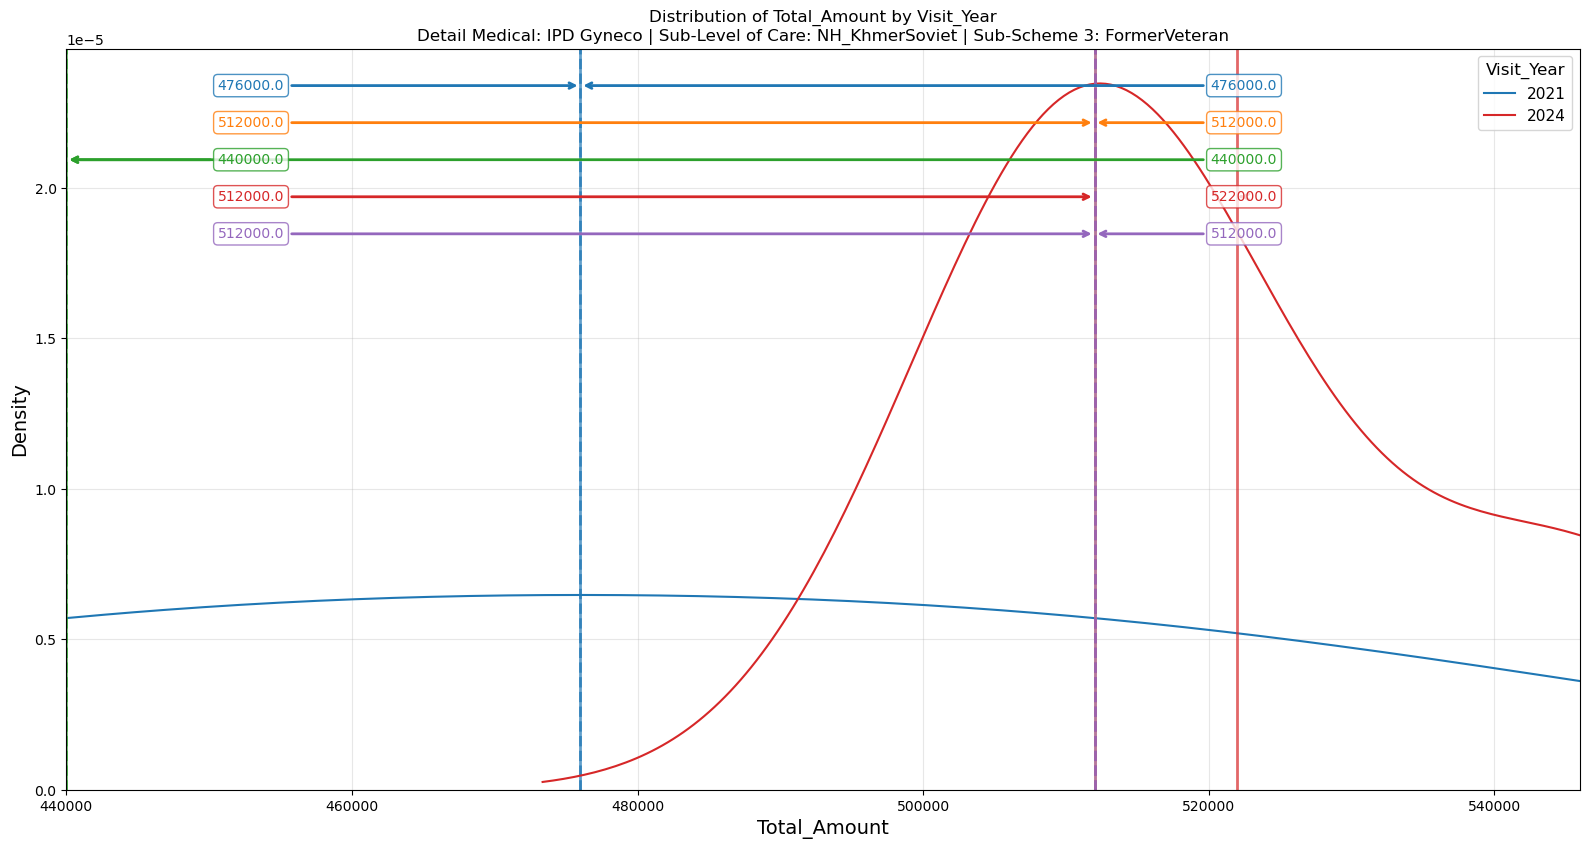 Distribution of Total_Amount by Visit_Year
Detail Medical: IPD Gyneco | Sub-Level of Care: NH_KhmerSoviet | Sub-Scheme 3: FormerVeteran
1e−5
Visit_Year
2021
2024
476000.0 476000.0
512000.0 512000.0
440000.0 440000.0
512000.0 522000.0
512000.0 512000.0
2.0
1.5
1.0
0.5
0.0
Density
440000 460000 480000 500000 520000 540000
Total_Amount